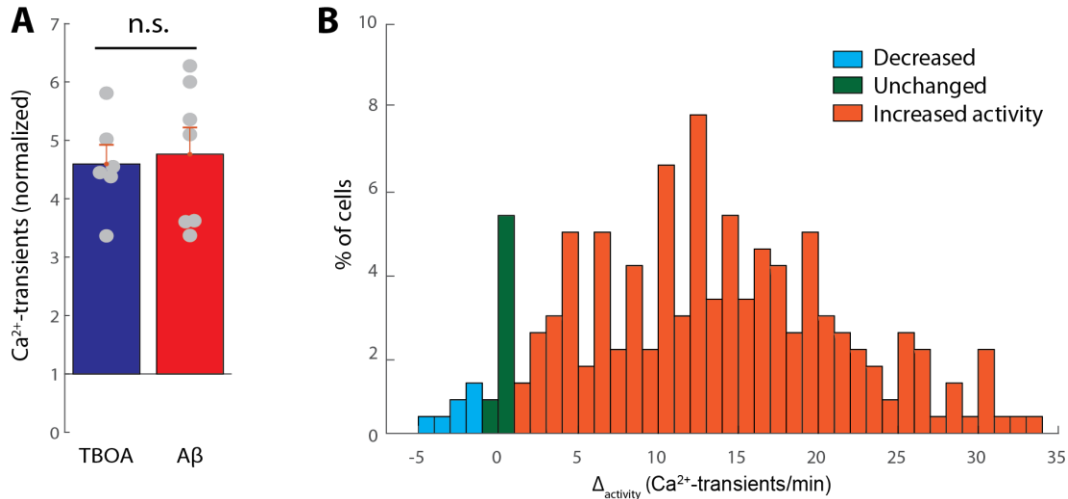 A
n.s.
Ca²⁺-transients (normalized)
7
6
5
4
3
2
1
0
TBOA
Aβ
B
% of cells
10
8
6
4
2
0
Decreased
Unchanged
Increased activity
-5
0
5
10
15
20
25
30
35
Δactivity (Ca²⁺-transients/min)